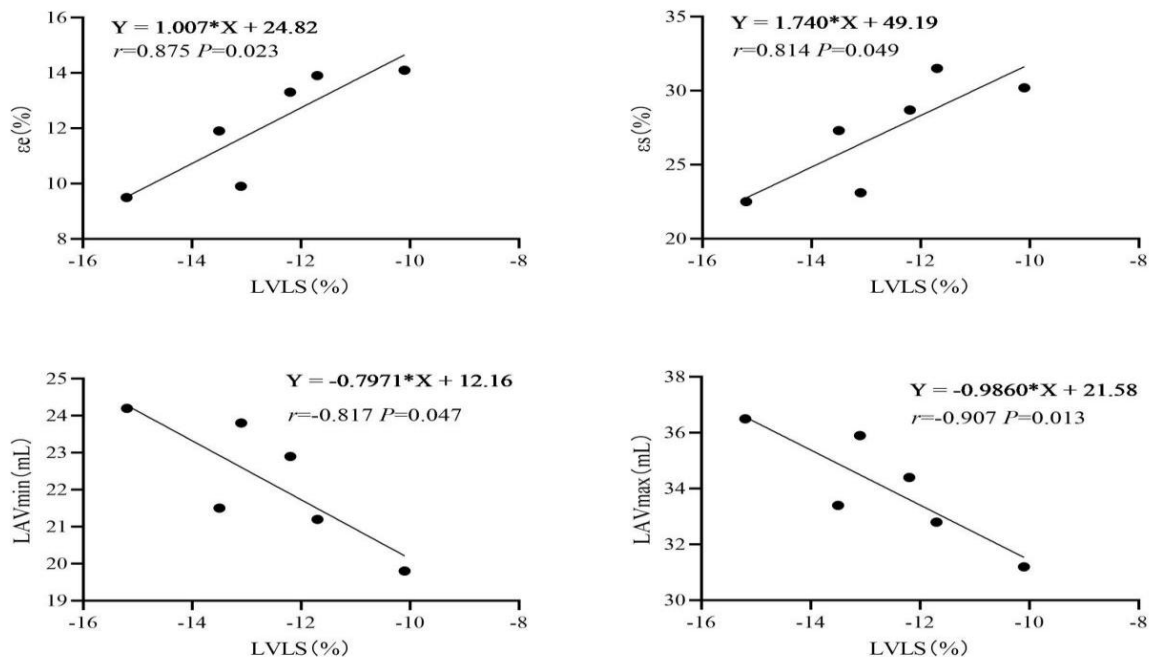 Y = 1.007*X + 24.82
r=0.875 P=0.023
εe(%)
16
14
12
10
8
-16 -14 -12 -10 -8
LVLS(%)
Y = 1.740*X + 49.19
r=0.814 P=0.049
εs(%)
35
30
25
20
-16 -14 -12 -10 -8
LVLS(%)
Y = -0.7971*X + 12.16
r=-0.817 P=0.047
LAVmin(mL)
25
24
23
22
21
20
19
-16 -14 -12 -10 -8
LVLS(%)
Y = -0.9860*X + 21.58
r=-0.907 P=0.013
LAVmax(mL)
38
36
34
32
30
-16 -14 -12 -10 -8
LVLS(%)